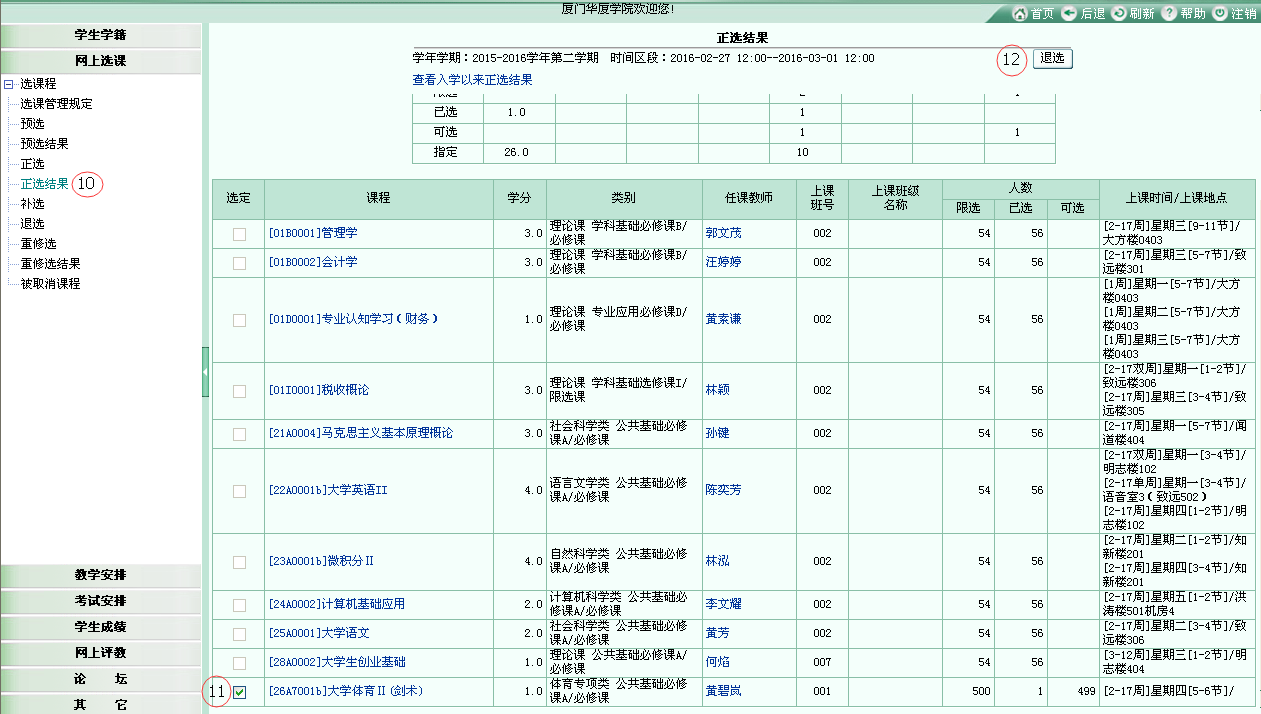 厦门华厦学院欢迎您!
首页 后退 刷新 帮助 注销
学生学籍
网上选课
选课程
选课管理规定
预选
预选结果
正选
正选结果 10
补选
退选
重修选
重修选结果
被取消课程
教学安排
考试安排
学生成绩
网上评教
论 坛
其 它
正选结果
学年学期：2015-2016学年第二学期 时间区段：2016-02-27 12:00--2016-03-01 12:00
12 退选
查看入学以来正选结果
已选 1.0 1
可选 1 1
指定 26.0 10
选定 课程 学分 类别 任课教师 上课班号 上课班级名称 人数 上课时间/上课地点
限选 已选 可选
[01B0001]管理学 3.0 理论课 学科基础必修课B/ 郭文茂 002 54 56 [2-17周]星期三[9-11节]/
必修课 大方楼0403
[01B0002]会计学 3.0 理论课 学科基础必修课B/ 汪婷婷 002 54 56 [2-17周]星期三[5-7节]/致
必修课 远楼301
[1周]星期一[5-7节]/大方
楼0403
[01D0001]专业认知学习(财务) 1.0 理论课 专业应用必修课D/ 黄素谦 002 54 56 [1周]星期二[5-7节]/大方
必修课 楼0403
[1周]星期三[5-7节]/大方
楼0403
[2-17双周]星期一[1-2节]/
[01I0001]税收概论 3.0 理论课 学科基础选修课I/ 林颖 002 54 56 致远楼306
限选课 [2-17周]星期三[3-4节]/致
远楼305
[21A0004]马克思主义基本原理概论 3.0 社会科学类 公共基础必修 孙键 002 54 56 [2-17周]星期一[5-7节]/闻
课A/必修课 道楼404
[2-17双周]星期一[3-4节]/
明志楼102
[22A0001b]大学英语II 4.0 语言文学类 公共基础必修 陈奕芳 002 54 56 [2-17单周]星期一[3-4节]/
课A/必修课 语音室3(致远502)
[2-17周]星期四[1-2节]/明
志楼102
[2-17周]星期二[1-2节]/知
[23A0001b]微积分Ⅱ 4.0 自然科学类 公共基础必修 林泓 002 54 56 新楼201
课A/必修课 [2-17周]星期四[3-4节]/知
新楼201
[24A0002]计算机基础应用 2.0 计算机科学类 公共基础必 李文耀 002 54 56 [2-17周]星期五[1-2节]/洪
修课A/必修课 涛楼501机房4
[25A0001]大学语文 2.0 社会科学类 公共基础必修 黄芳 002 54 56 [2-17周]星期二[3-4节]/致
课A/必修课 远楼306
[28A0002]大学生创业基础 1.0 理论课 公共基础必修课A/ 何焰 007 54 56 [3-12周]星期三[1-2节]/明
必修课 志楼404
11 [26A7001b]大学体育Ⅱ(剑术) 1.0 体育专项类 公共基础必修 黄碧岚 001 500 1 499 [2-17周]星期四[5-6节]/
课A/必修课